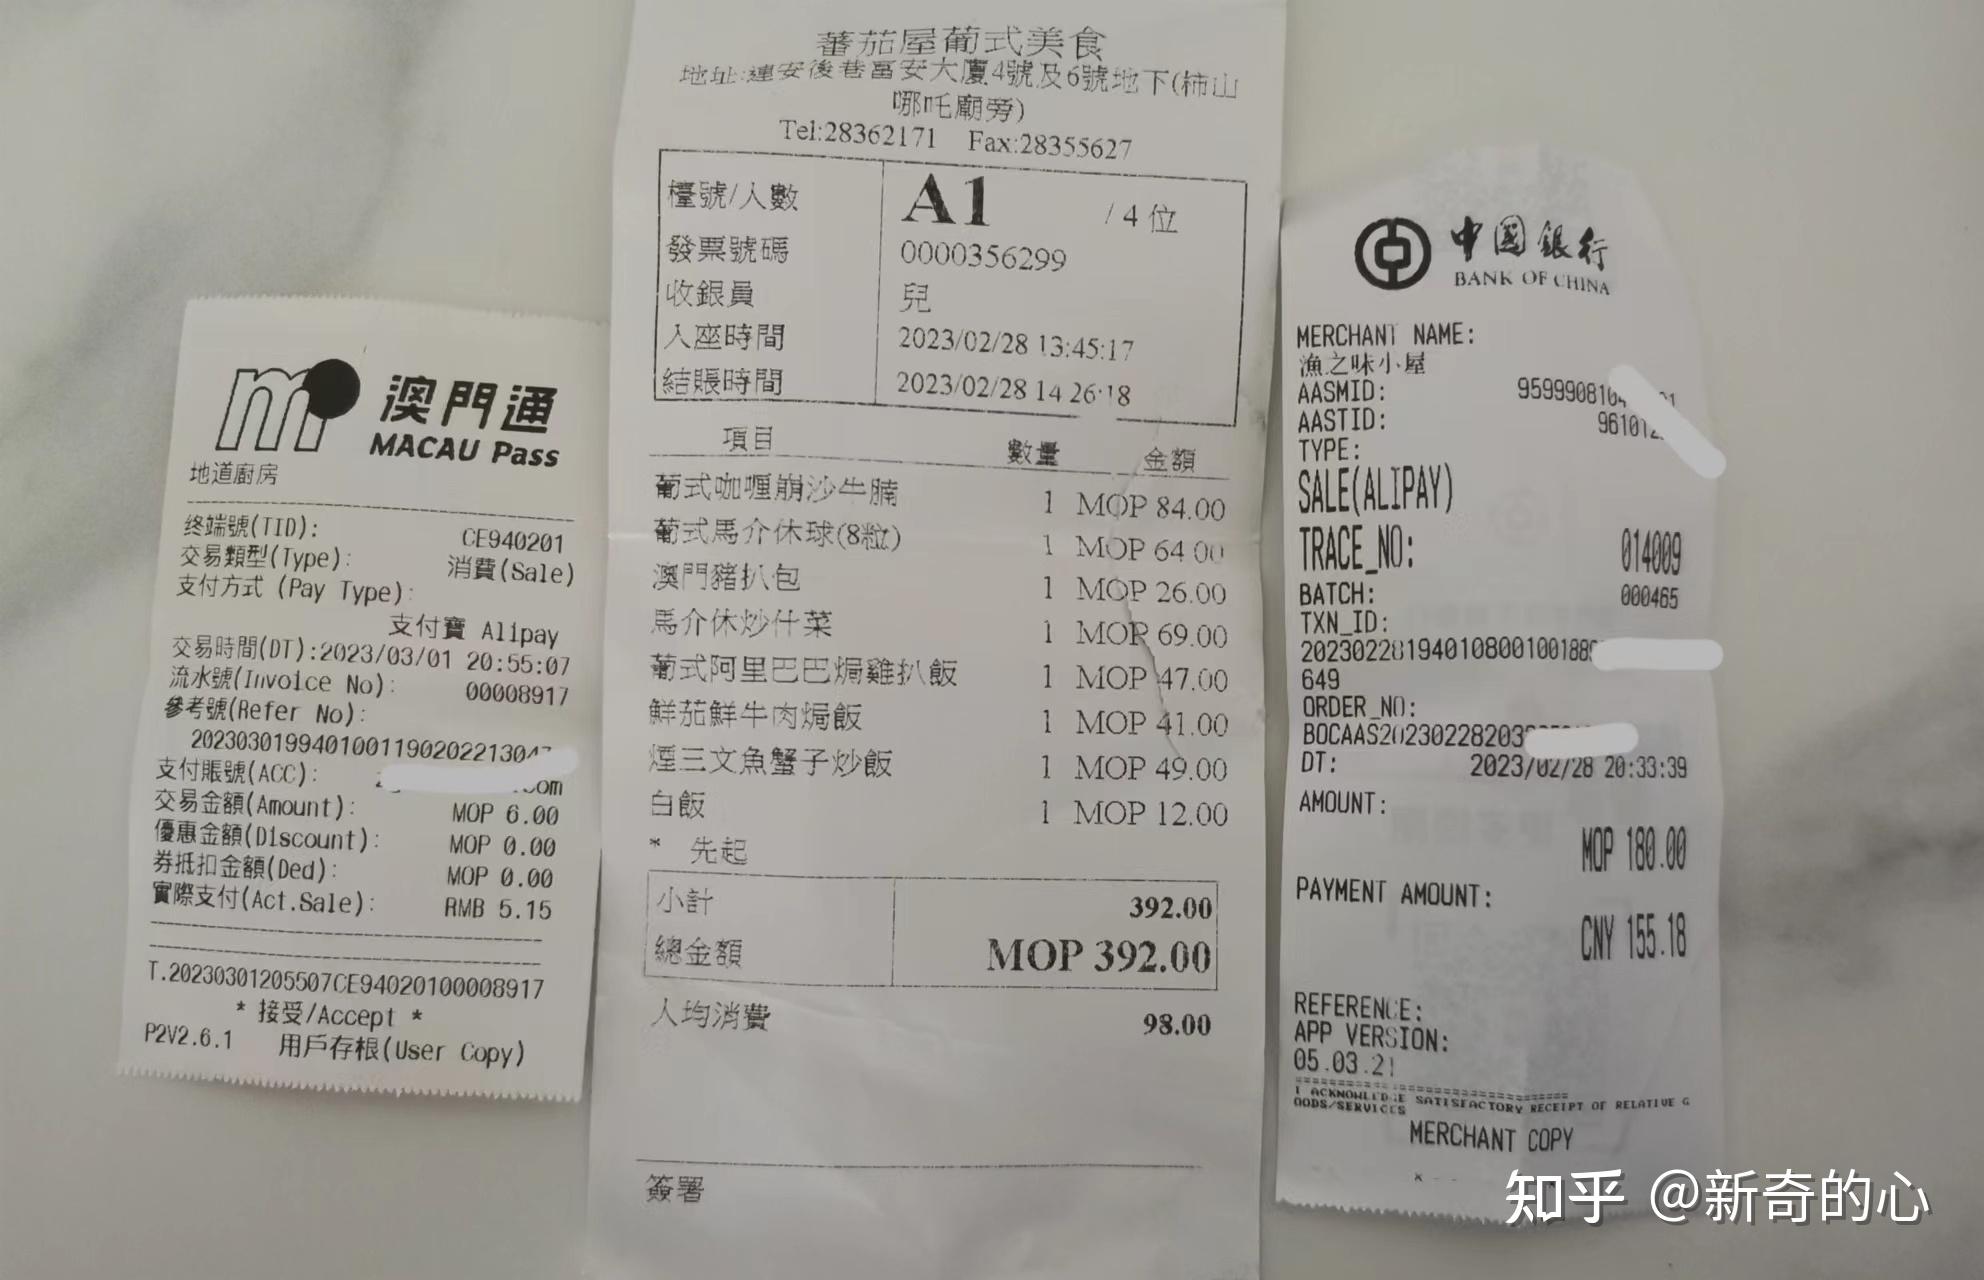 澳門通
MACAU Pass
地道廚房
终端號(TID): CE940201
交易類型(Type): 消費(Sale)
支付方式 (Pay Type):
支付寶 Alipay
交易時間(DT):2023/03/01 20:55:07
流水號(Invoice No): 00008917
參考號(Refer No):
2023030199401001190202213047
支付賬號(ACC): om
交易金額(Amount): MOP 6.00
優惠金額(Discount): MOP 0.00
券抵扣金額(Ded): MOP 0.00
實際支付(Act.Sale): RMB 5.15
T.20230301205507CE94020100008917
* 接受/Accept *
P2V2.6.1 用戶存根(User Copy)
蕃茄屋葡式美食
地址:連安後巷富安大廈4號及6號地下(柿山
哪吒廟旁)
Tel:28362171 Fax:28355627
檯號/人數 A1 / 4 位
發票號碼 0000356299
收銀員 兒
入座時間 2023/02/28 13:45:17
結賬時間 2023/02/28 14:26:18
項目 數量 金額
葡式咖喱崩沙牛腩 1 MOP 84.00
葡式馬介休球(8粒) 1 MOP 64.00
澳門豬扒包 1 MOP 26.00
馬介休炒什菜 1 MOP 69.00
葡式阿里巴巴焗雞扒飯 1 MOP 47.00
鮮茄鮮牛肉焗飯 1 MOP 41.00
煙三文魚蟹子炒飯 1 MOP 49.00
白飯 1 MOP 12.00
* 先起
小計 392.00
總金額 MOP 392.00
人均消費 98.00
簽署
中國銀行
BANK OF CHINA
MERCHANT NAME:
漁之味小屋
AASMID: 9599908104
AASTID: 961012
TYPE:
SALE(ALIPAY)
TRACE_NO: 014009
BATCH: 000465
TXN_ID:
2023022819401080010018
649
ORDER_NO:
BOCAAS20230228203
DT: 2023/02/28 20:33:39
AMOUNT:
MOP 180.00
PAYMENT AMOUNT:
CNY 155.18
REFERENCE:
APP VERSION:
05.03.21
I ACKNOWLEDGE SATISFACTORY RECEIPT OF RELATIVE G
OODS/SERVICES
MERCHANT COPY
知乎 @新奇的心